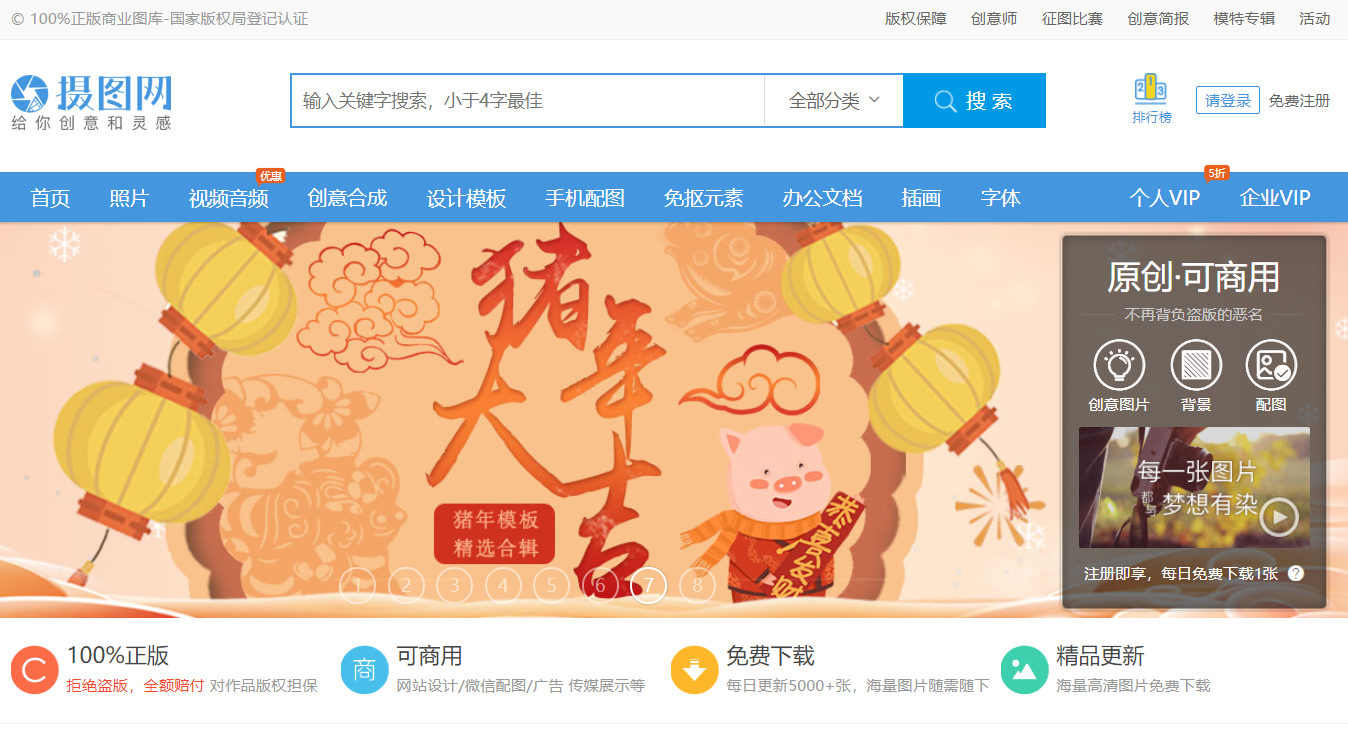 © 100%正版商业图库-国家版权局登记认证
版权保障 创意师 征图比赛 创意简报 模特专辑 活动
摄图网
给你创意和灵感
输入关键字搜索，小于4字最佳
全部分类
搜 索
2 1 3
排行榜
请登录 免费注册
优惠
5折
首页 照片 视频音频 创意合成 设计模板 手机配图 免抠元素 办公文档 插画 字体 个人VIP 企业VIP
猪年大吉
猪年模板
精选合辑
恭喜发财
1 2 3 4 5 6 7 8
原创·可商用
不再背负盗版的恶名
创意图片 背景 配图
每一张图片
都与梦想有染
注册即享，每日免费下载1张 ?
C
100%正版
拒绝盗版，全额赔付 对作品版权担保
商
可商用
网站设计/微信配图/广告 传媒展示等
免费下载
每日更新5000+张，海量图片随需随下
精品更新
海量高清图片免费下载